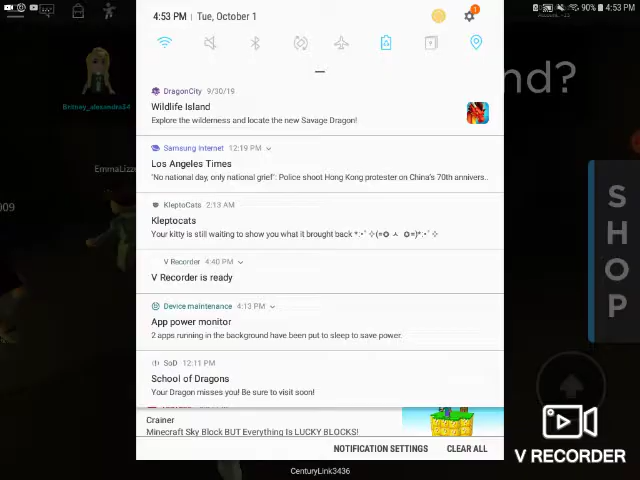 4:53 PM | Tue, October 1
1
90% 4:53 PM
DragonCity 9/30/19
Wildlife Island
Explore the wilderness and locate the new Savage Dragon!
Samsung Internet 12:19 PM
Los Angeles Times
"No national day, only national grief': Police shoot Hong Kong protester on China's 70th annivers..
KleptoCats 2:13 AM
Kleptocats
Your kitty is still waiting to show you what it brought back
V Recorder 4:40 PM
V Recorder is ready
Device maintenance 4:13 PM
App power monitor
2 apps running in the background have been put to sleep to save power.
SoD 12:11 PM
School of Dragons
Your Dragon misses you! Be sure to visit soon!
Crainer
Minecraft Sky Block BUT Everything Is LUCKY BLOCKS!
NOTIFICATION SETTINGS CLEAR ALL
CenturyLink3436
Britney_alexandra54
EmmaLizz
009
nd?
SHOP
V RECORDER